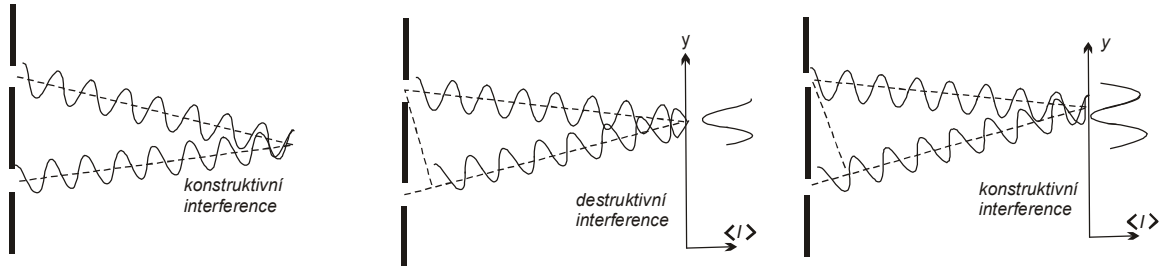 konstruktivní
interference
y
destruktivní
interference
<I>
y
konstruktivní
interference
<I>